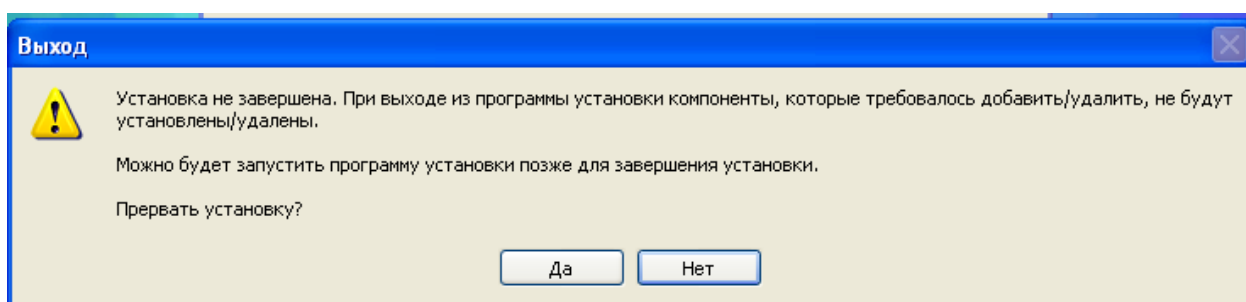 Выход
Установка не завершена. При выходе из программы установки компоненты, которые требовалось добавить/удалить, не будут
установлены/удалены.
Можно будет запустить программу установки позже для завершения установки.
Прервать установку?
Да
Нет